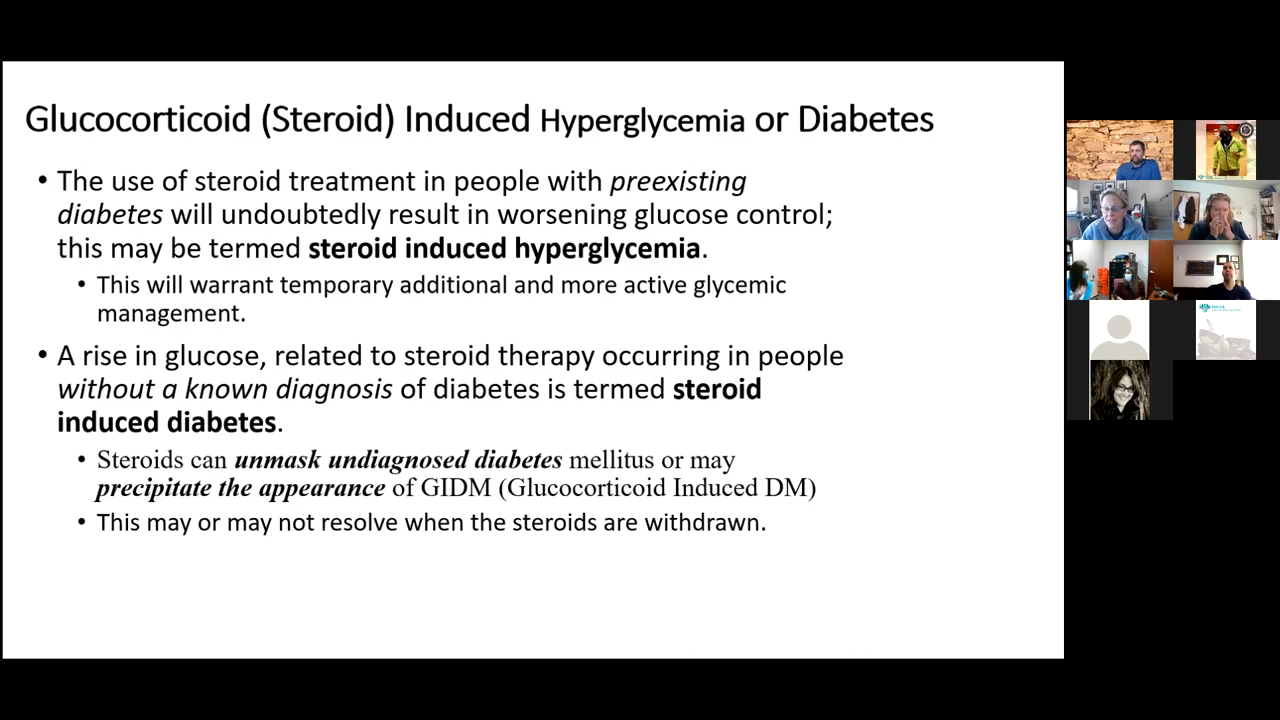 Glucocorticoid (Steroid) Induced Hyperglycemia or Diabetes
• The use of steroid treatment in people with preexisting
diabetes will undoubtedly result in worsening glucose control;
this may be termed steroid induced hyperglycemia.
• This will warrant temporary additional and more active glycemic
management.
• A rise in glucose, related to steroid therapy occurring in people
without a known diagnosis of diabetes is termed steroid
induced diabetes.
• Steroids can unmask undiagnosed diabetes mellitus or may
precipitate the appearance of GIDM (Glucocorticoid Induced DM)
• This may or may not resolve when the steroids are withdrawn.